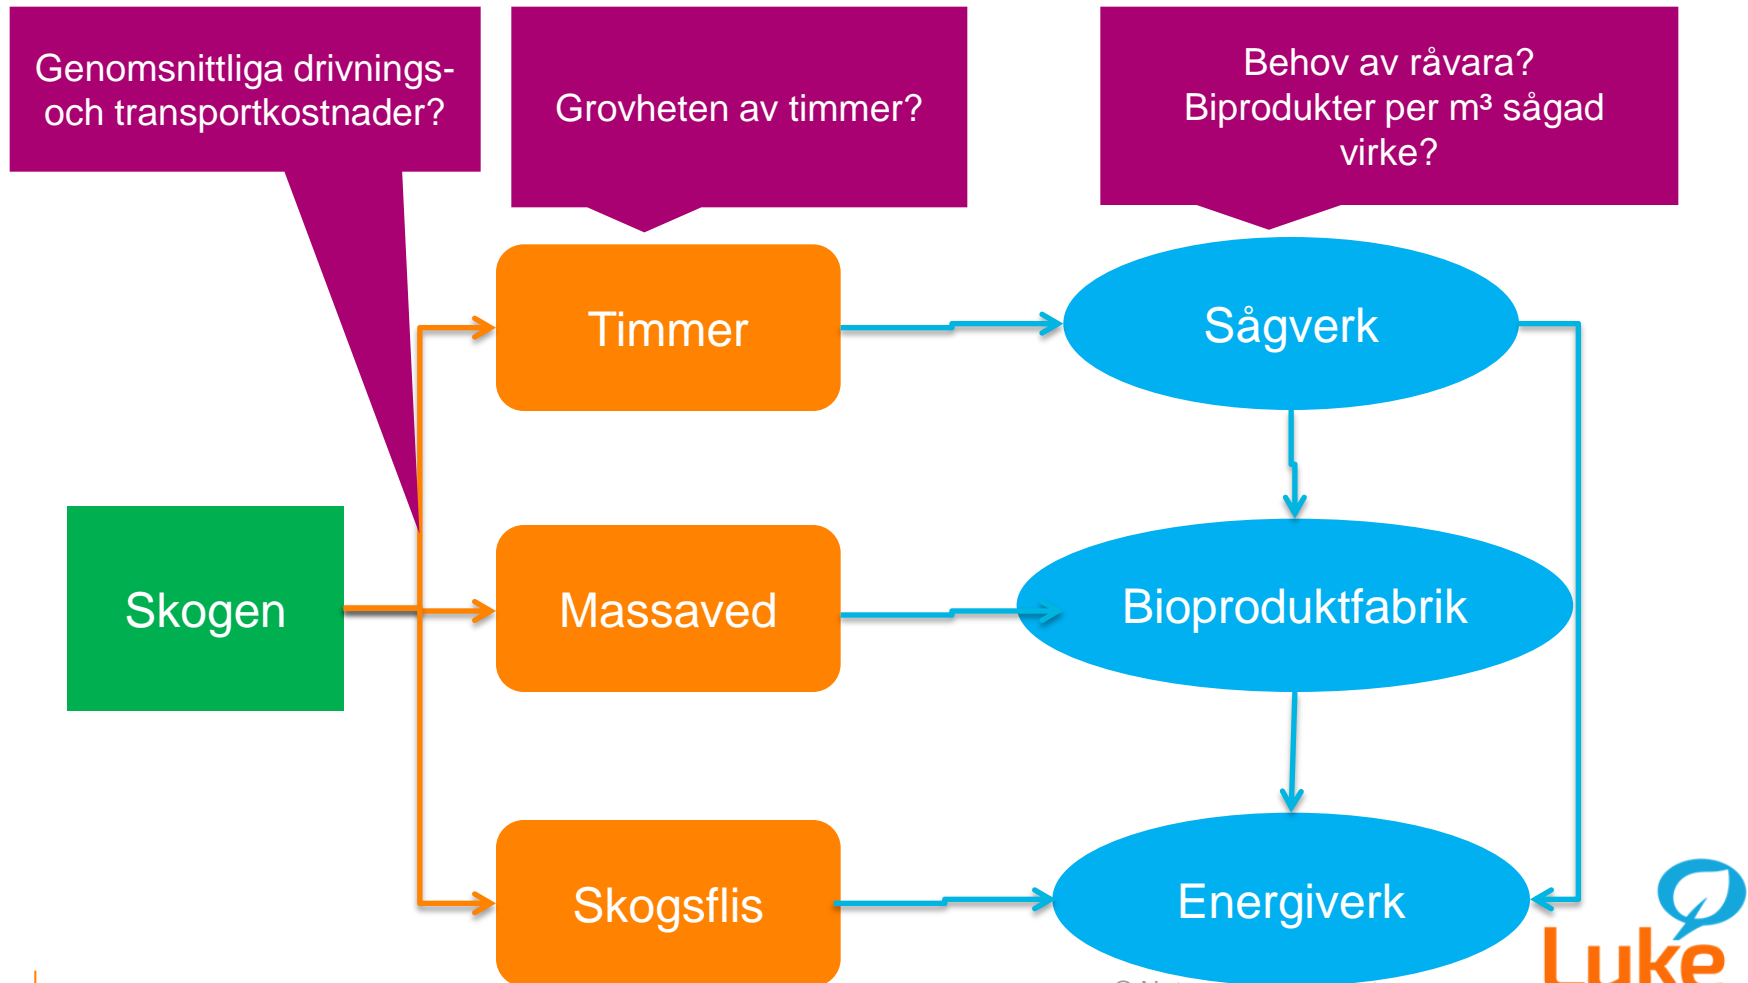 Genomsnittliga drivnings-
och transportkostnader?
Grovheten av timmer?
Behov av råvara?
Biprodukter per m³ sågad
virke?
Timmer
Sågverk
Skogen
Massaved
Bioproduktfabrik
Skogsflis
Energiverk
Luke